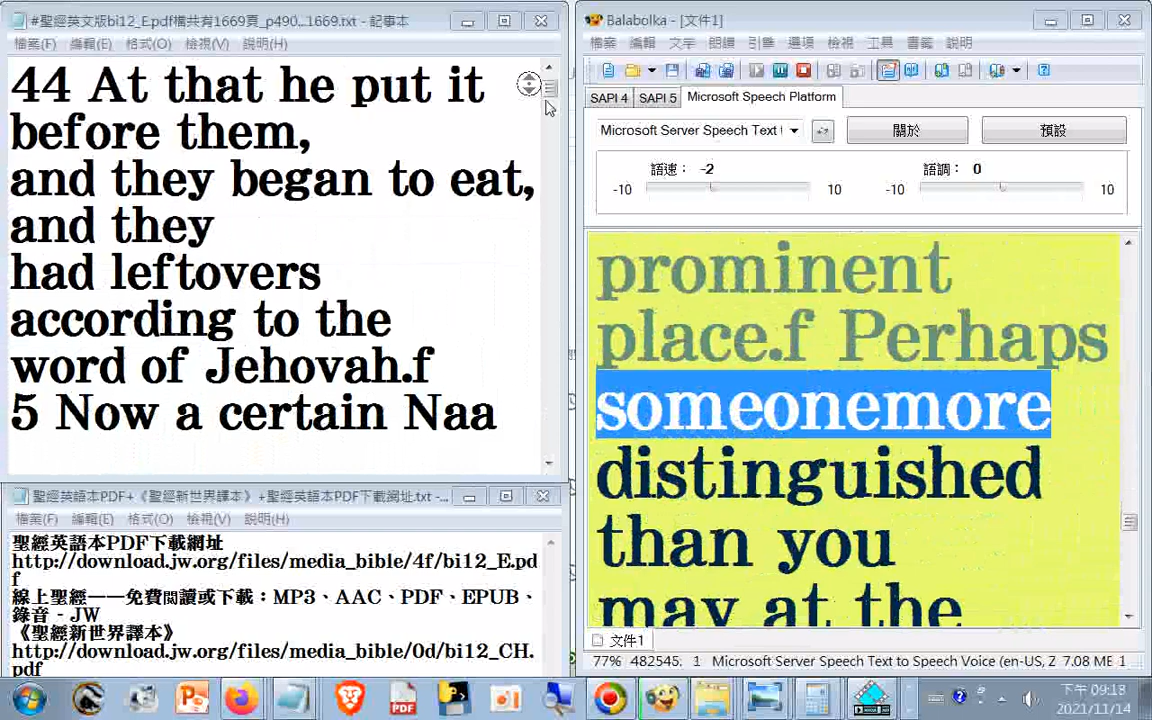 #聖經英文版bi12_E.pdf檔共有1669頁_p490..._1669.txt - 記事本
檔案(F) 編輯(E) 格式(O) 檢視(V) 說明(H)
44 At that he put it
before them,
and they began to eat,
and they
had leftovers
according to the
word of Jehovah.f
5 Now a certain Naa
聖經英語本PDF+《聖經新世界譯本》+聖經英語本PDF下載網址.txt - ...
檔案(F) 編輯(E) 格式(O) 檢視(V) 說明(H)
聖經英語本PDF下載網址
http://download.jw.org/files/media_bible/4f/bi12_E.pd
f
線上聖經——免費閱讀或下載：MP3、AAC、PDF、EPUB、
錄音 - JW
《聖經新世界譯本》
http://download.jw.org/files/media_bible/0d/bi12_CH.
pdf
Balabolka - [文件1]
檔案 編輯 文字 朗讀 引擎 選項 檢視 工具 書籤 說明
SAPI 4 SAPI 5 Microsoft Speech Platform
Microsoft Server Speech Text 關於 預設
語速： -2 語調： 0
-10 10 -10 10
prominent
place.f Perhaps
someonemore
distinguished
than you
may at the
文件1
77% 482545. 1 Microsoft Server Speech Text to Speech Voice (en-US, Z 7.08 ME 1
下午 09:18
2021/11/14